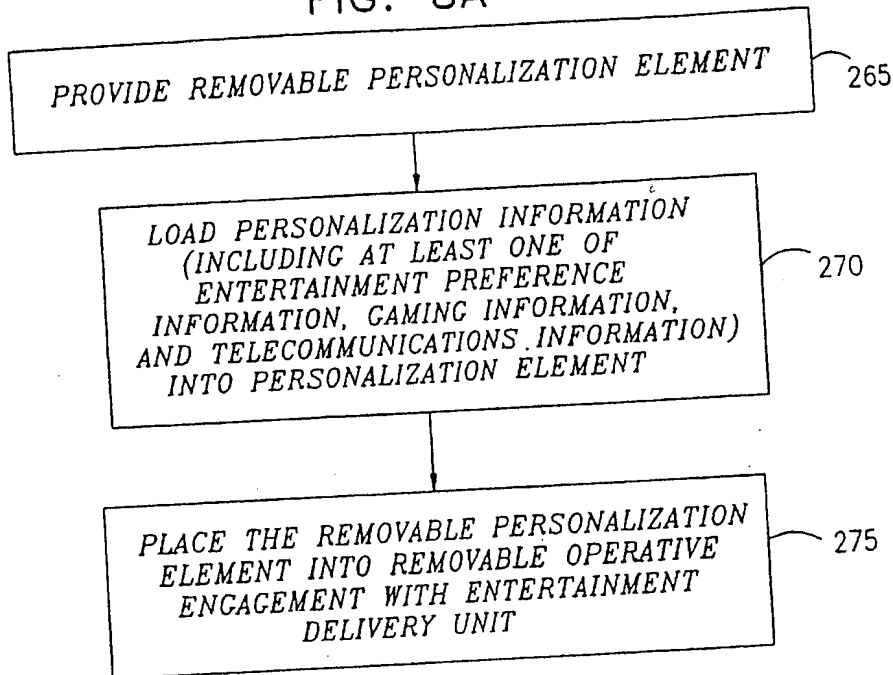 FIG. 8A
PROVIDE REMOVABLE PERSONALIZATION ELEMENT
265
LOAD PERSONALIZATION INFORMATION
(INCLUDING AT LEAST ONE OF
ENTERTAINMENT PREFERENCE
INFORMATION, GAMING INFORMATION,
AND TELECOMMUNICATIONS INFORMATION)
INTO PERSONALIZATION ELEMENT
270
PLACE THE REMOVABLE PERSONALIZATION
ELEMENT INTO REMOVABLE OPERATIVE
ENGAGEMENT WITH ENTERTAINMENT
DELIVERY UNIT
275